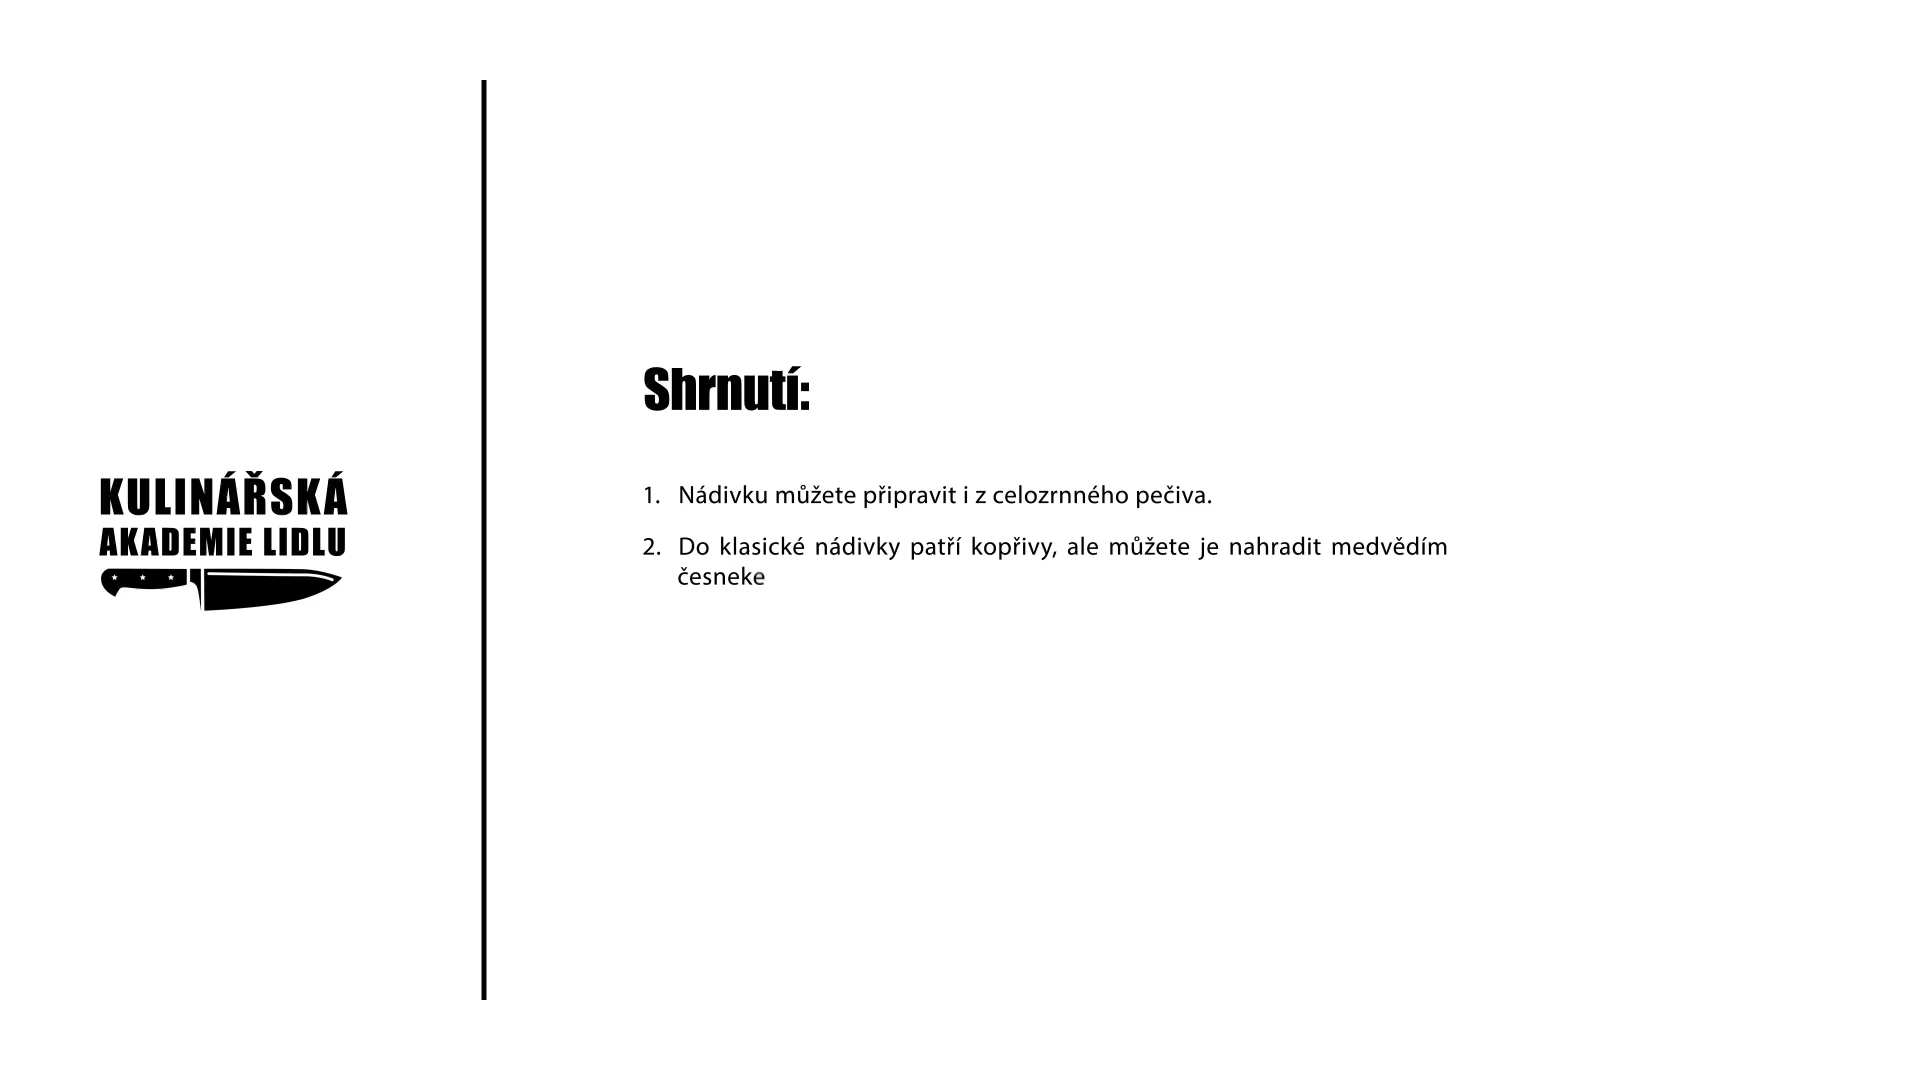 KULINÁŘSKÁ
AKADEMIE LIDLU
Shrnutí:
1. Nádivku můžete připravit i z celozrnného pečiva.
2. Do klasické nádivky patří kopřivy, ale můžete je nahradit medvědím
česneke